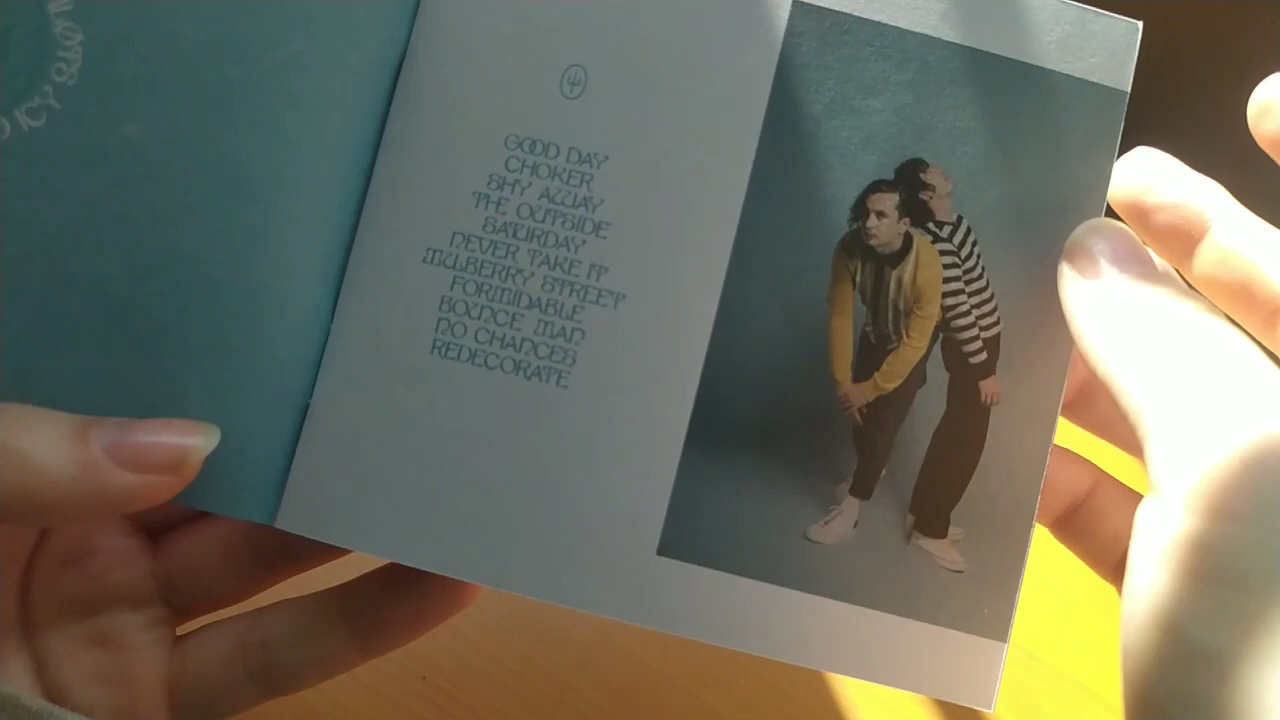 GOOD DAY
CHOKER
SHY AWAY
THE OUTSIDE
SATURDAY
NEVER TAKE IT
MULBERRY STREET
FORMIDABLE
BOUNCE MAN
NO CHANCES
REDECORATE